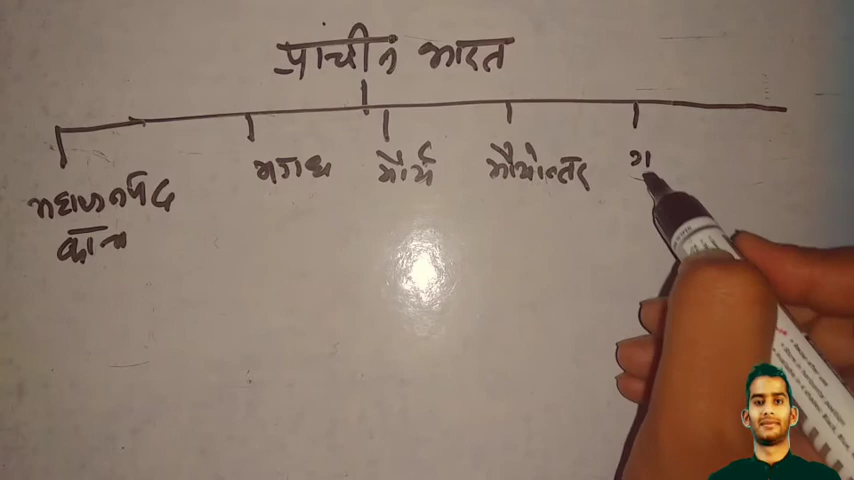 प्राचीन भारत
महाजनपद
काल
मगध
मौर्य
मौर्योत्तर